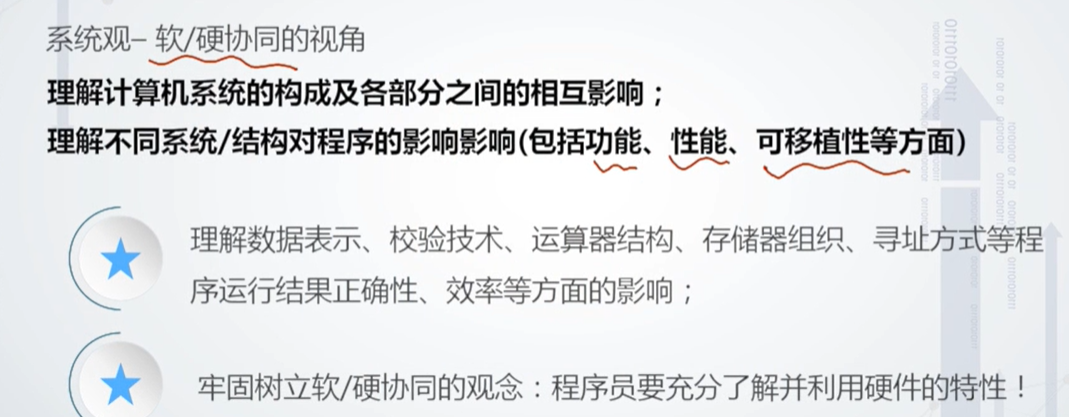 系统观– 软/硬协同的视角
理解计算机系统的构成及各部分之间的相互影响；
理解不同系统/结构对程序的影响影响(包括功能、性能、可移植性等方面)
理解数据表示、校验技术、运算器结构、存储器组织、寻址方式等程
序运行结果正确性、效率等方面的影响；
牢固树立软/硬协同的观念：程序员要充分了解并利用硬件的特性！